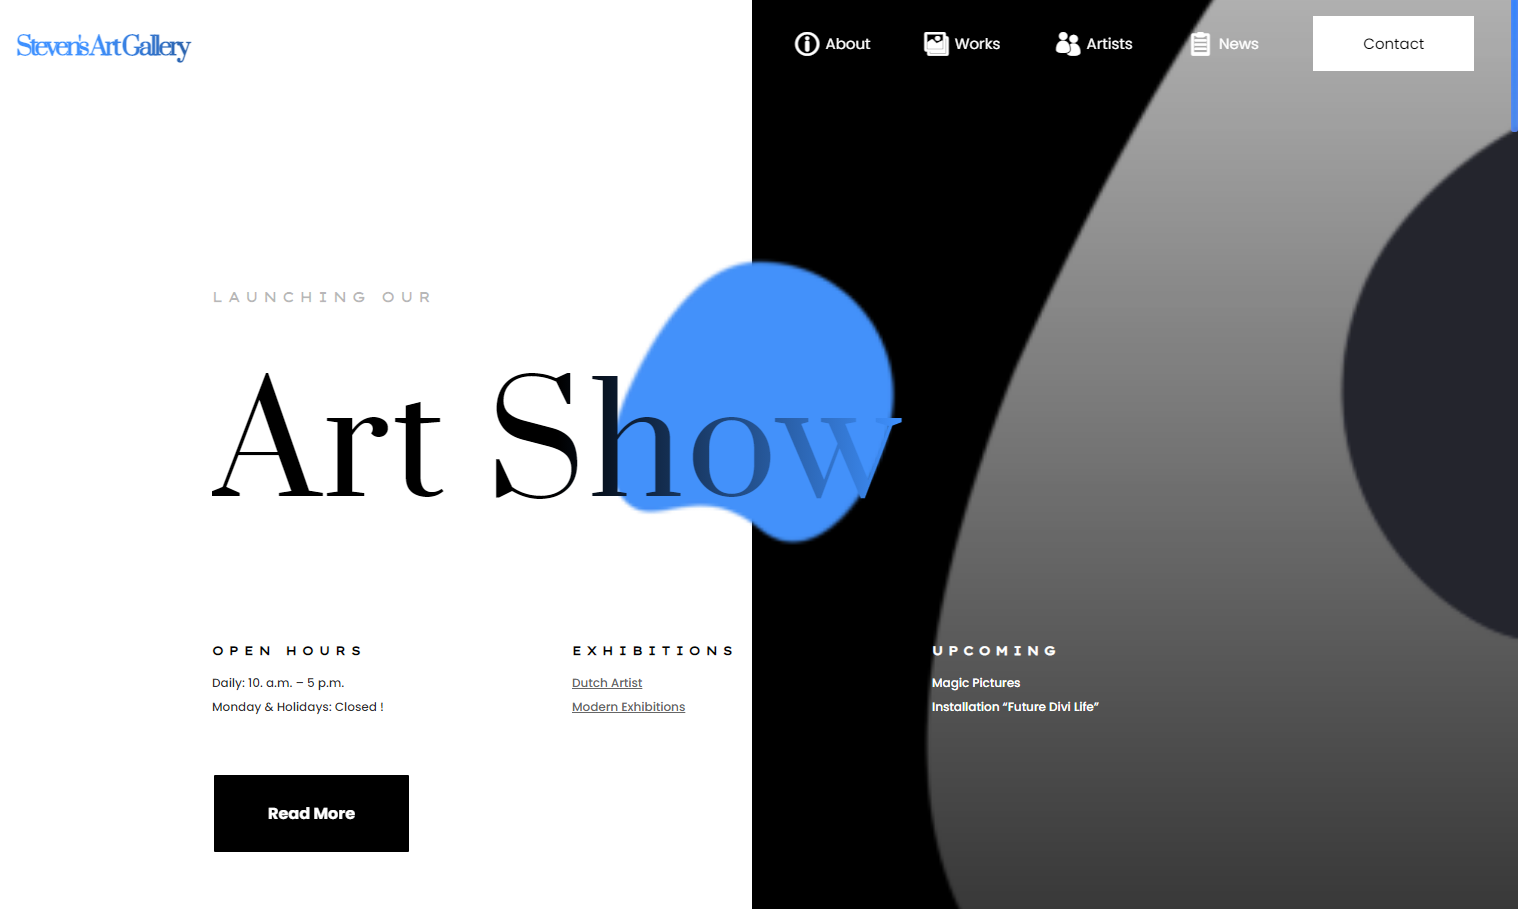 Steven's Art Gallery
About
Works
Artists
News
Contact
LAUNCHING OUR
Art Show
OPEN HOURS
Daily: 10. a.m. – 5 p.m.
Monday & Holidays: Closed !
EXHIBITIONS
Dutch Artist
Modern Exhibitions
UPCOMING
Magic Pictures
Installation “Future Divi Life”
Read More